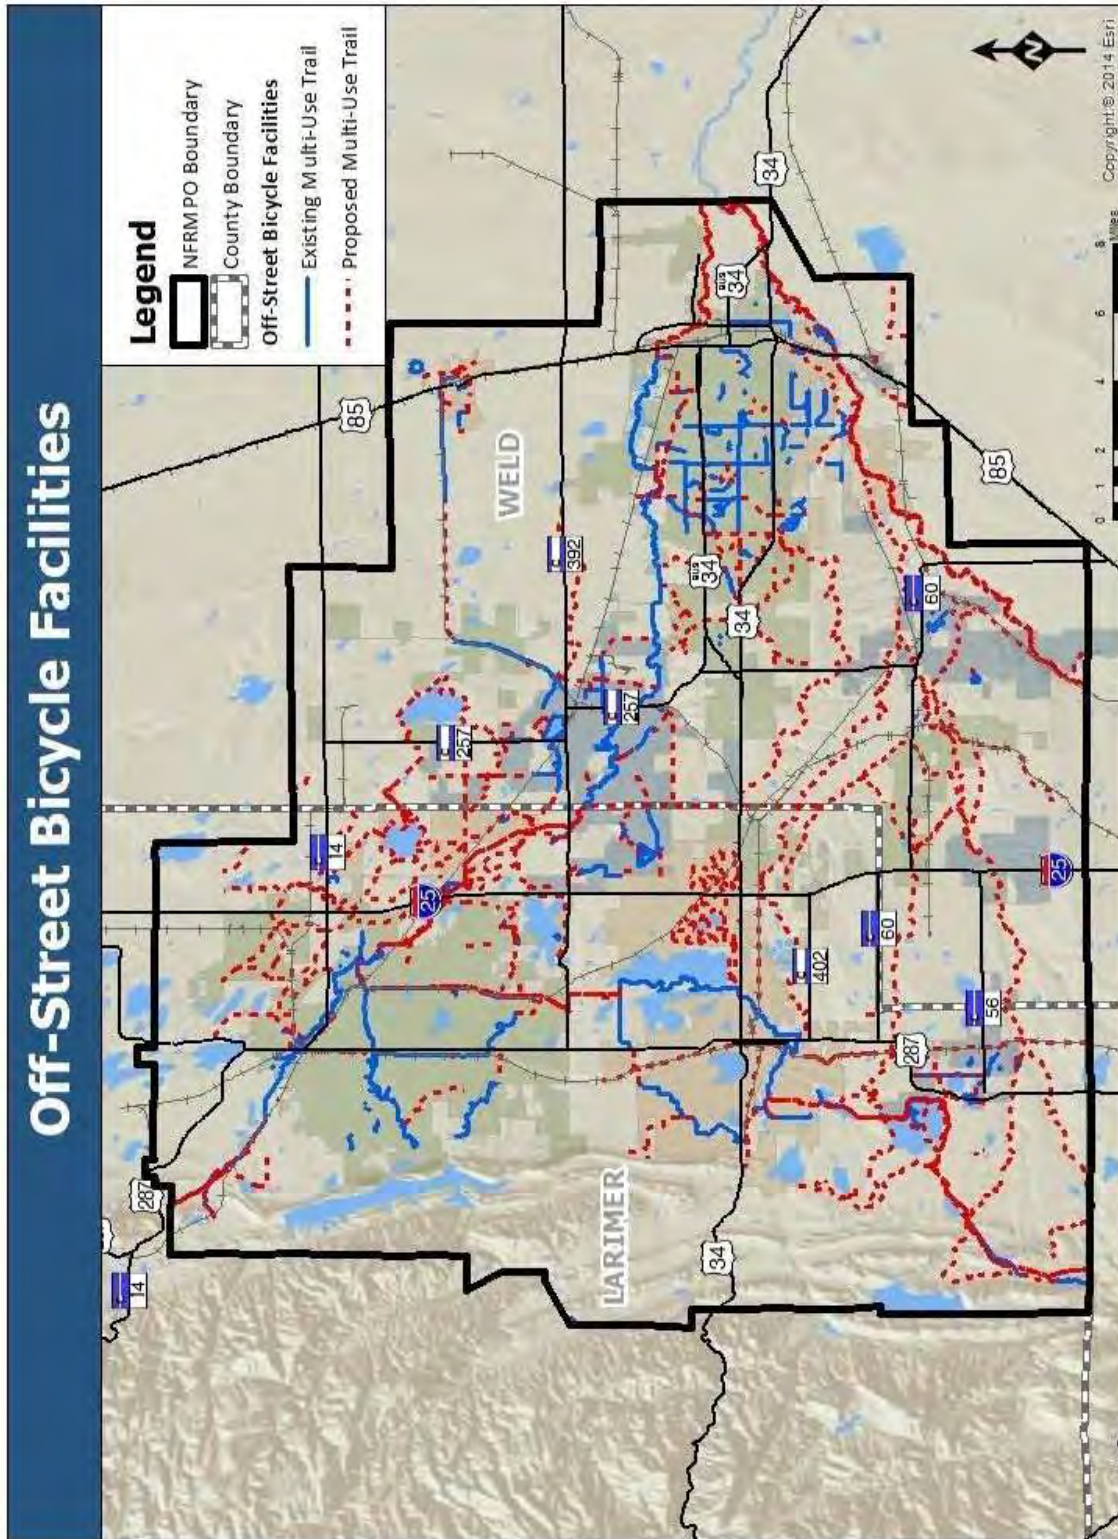 Off-Street Bicycle Facilities
Legend
NFRMPO Boundary
County Boundary
Off-Street Bicycle Facilities
Existing Multi-Use Trail
Proposed Multi-Use Trail
14
287
14
85
25
257
WELD
392
LARIMER
257
BUS
34
34
BUS
34
34
34
402
60
287
60
56
85
25
N
0 1 2 4 6 8
Miles
Copyright:© 2014 Esri